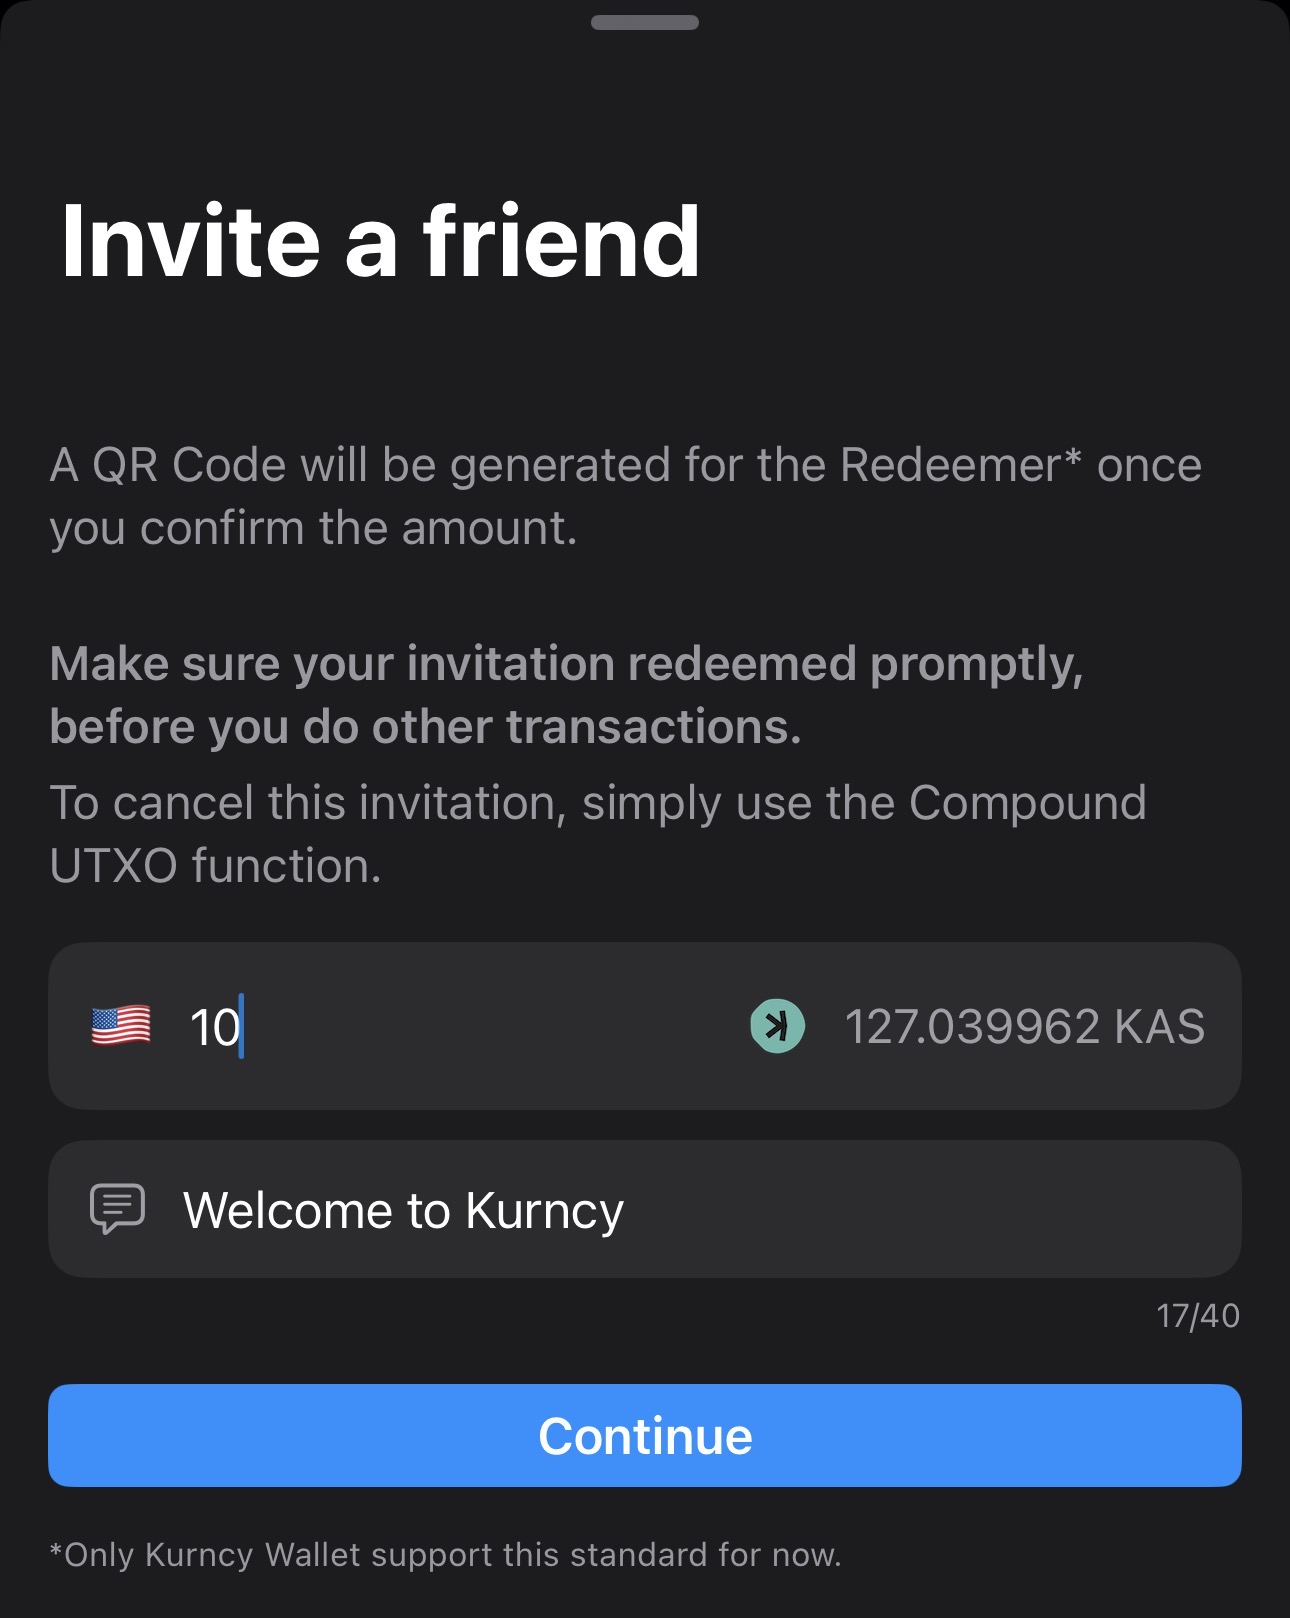 Invite a friend
A QR Code will be generated for the Redeemer* once
you confirm the amount.
Make sure your invitation redeemed promptly,
before you do other transactions.
To cancel this invitation, simply use the Compound
UTXO function.
10 127.039962 KAS
Welcome to Kurncy
17/40
Continue
*Only Kurncy Wallet support this standard for now.